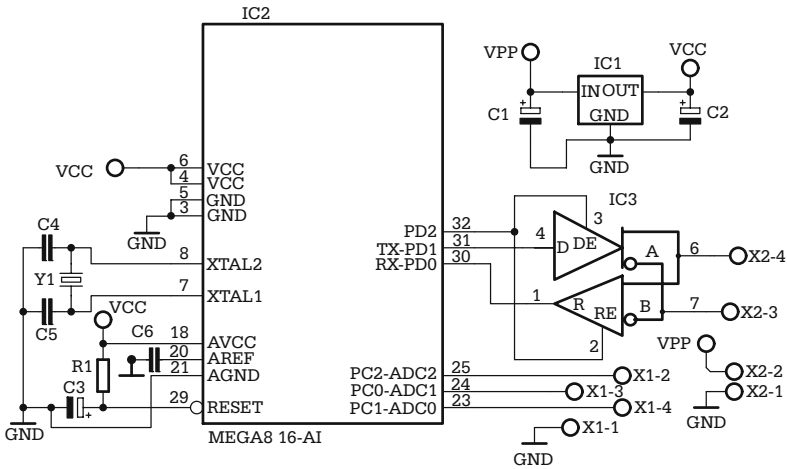 IC2
VPP
VCC
IC1
IN OUT
GND
+
C1
+
C2
GND
VCC
6
VCC
4
VCC
5
GND
3
GND
GND
C4
Y1
C5
8
XTAL2
7
XTAL1
VCC
C6
18
AVCC
20
AREF
21
AGND
R1
C3
+
29
RESET
GND
MEGA8 16-AI
PD2
32
TX-PD1
31
RX-PD0
30
IC3
3
4
D
DE
A
6
X2-4
1
R
RE
B
7
X2-3
2
VPP
X2-2
X2-1
GND
PC2-ADC2
25
X1-2
PC0-ADC1
24
X1-3
PC1-ADC0
23
X1-4
X1-1
GND